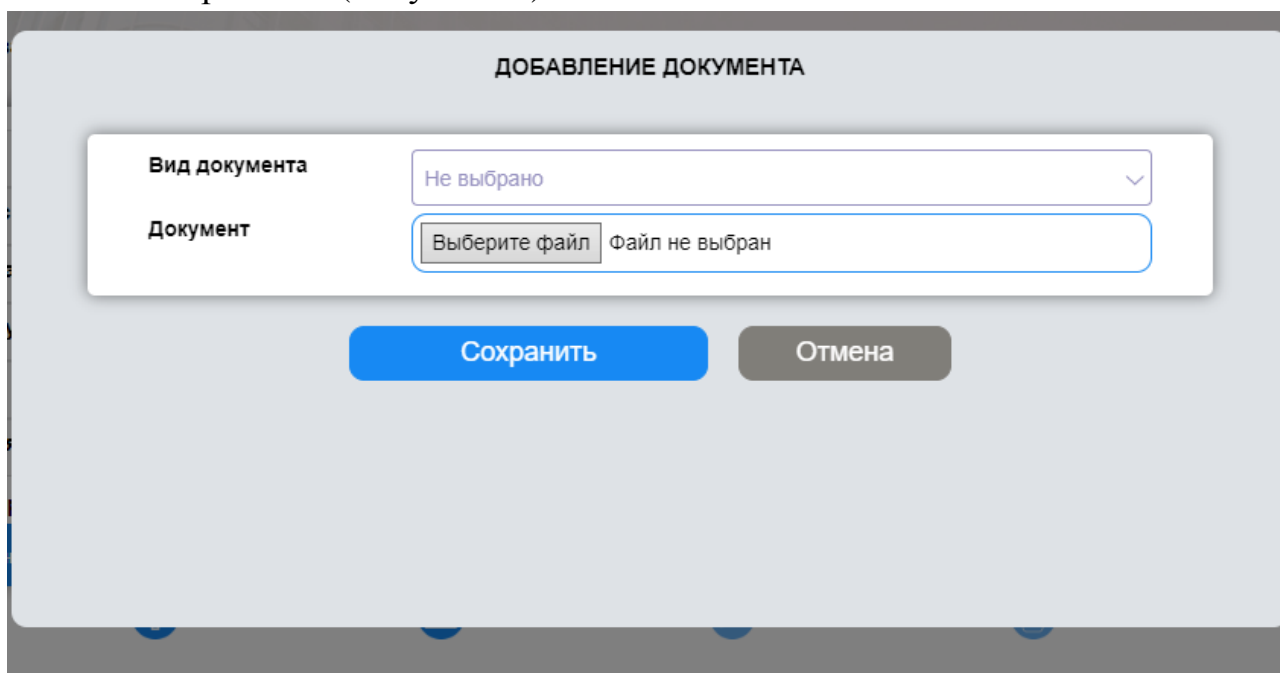 ДОБАВЛЕНИЕ ДОКУМЕНТА
Вид документа
Не выбрано
Документ
Выберите файл Файл не выбран
Сохранить Отмена